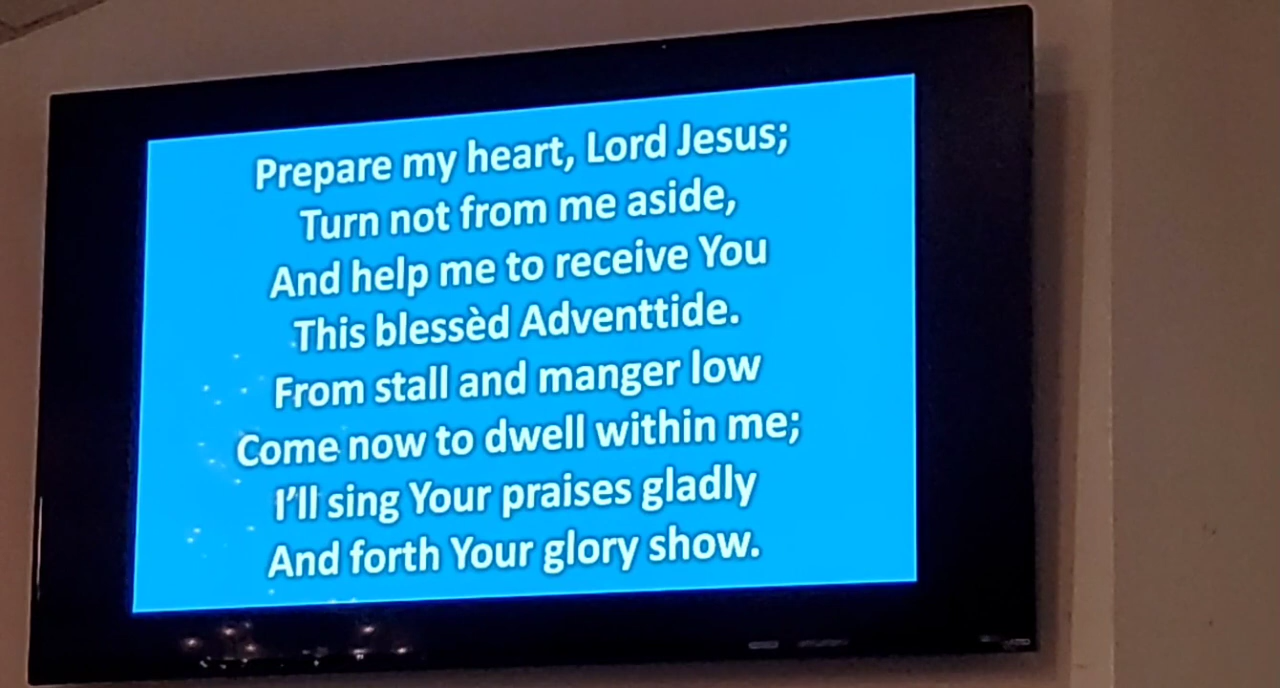 Prepare my heart, Lord Jesus;
Turn not from me aside,
And help me to receive You
This blessèd Adventtide.
From stall and manger low
Come now to dwell within me;
I'll sing Your praises gladly
And forth Your glory show.